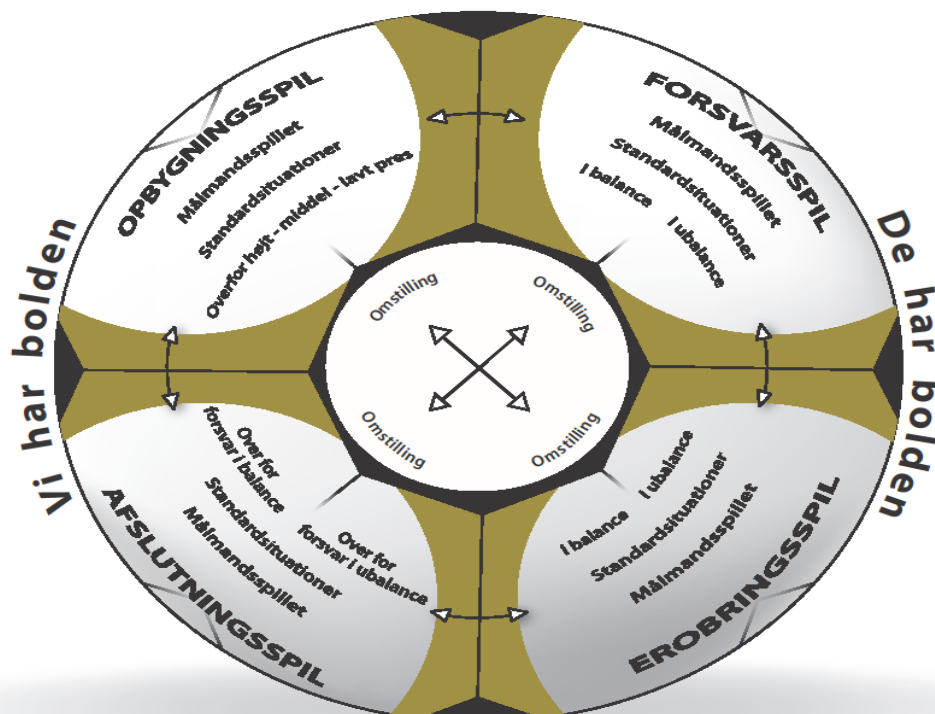 Vi har bolden
De har bolden
OPBYGNINGSSPIL
Målmandsspillet
Standardsituationer
Overfor højt - middel - lavt pres
FORSVARSSPIL
Målmandsspillet
Standardsituationer
I balance
I ubalance
Omstilling
Omstilling
Omstilling
Omstilling
Over for
forsvar i balance
Standardsituationer
Målmandsspillet
Over for
forsvar i ubalance
AFSLUTNINGSSPIL
I ubalance
I balance
Standardsituationer
Målmandsspillet
EROBRINGSSPIL